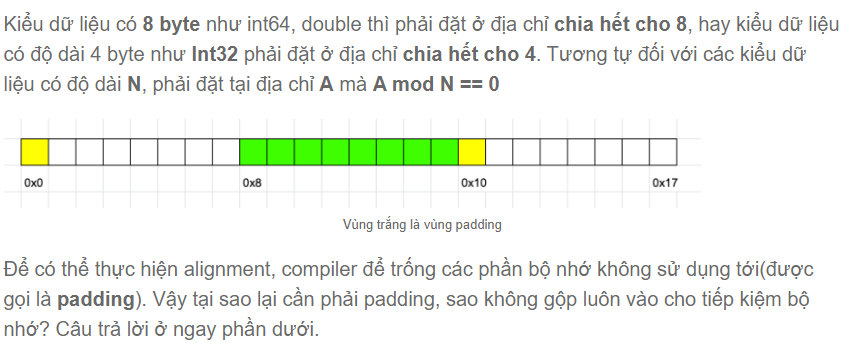 Kiểu dữ liệu có 8 byte như int64, double thì phải đặt ở địa chỉ chia hết cho 8, hay kiểu dữ liệu
có độ dài 4 byte như Int32 phải đặt ở địa chỉ chia hết cho 4. Tương tự đối với các kiểu dữ
liệu có độ dài N, phải đặt tại địa chỉ A mà A mod N == 0
0x0 0x8 0x10 0x17
Vùng trắng là vùng padding
Để có thể thực hiện alignment, compiler để trống các phần bộ nhớ không sử dụng tới(được
gọi là padding). Vậy tại sao lại cần phải padding, sao không gộp luôn vào cho tiếp kiệm bộ
nhớ? Câu trả lời ở ngay phần dưới.